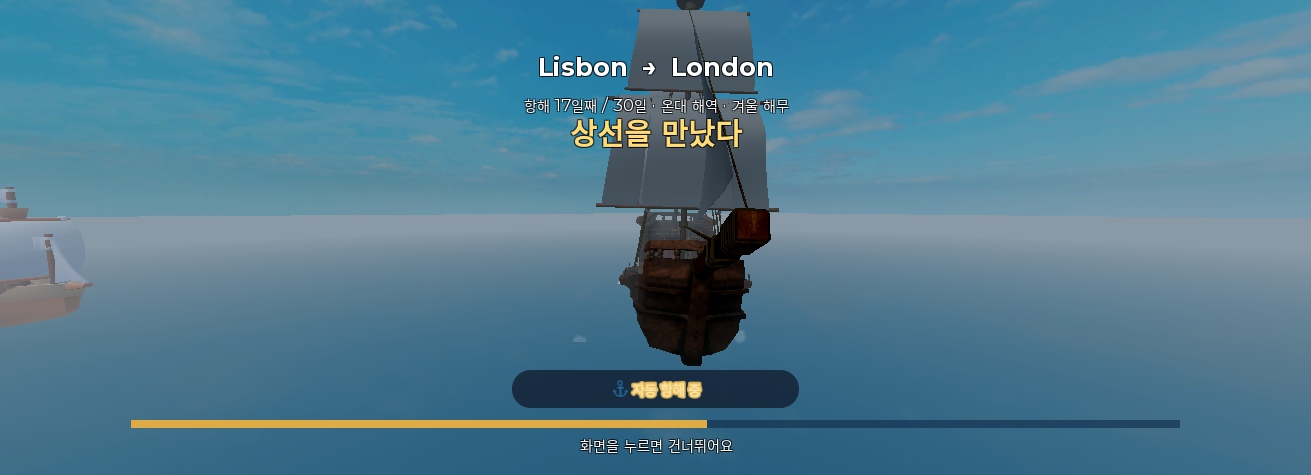 Lisbon → London
항해 17일째 / 30일 · 온대 해역 · 겨울 해무
상선을 만났다
⚓ 자동 항해 중
화면을 누르면 건너뛰어요